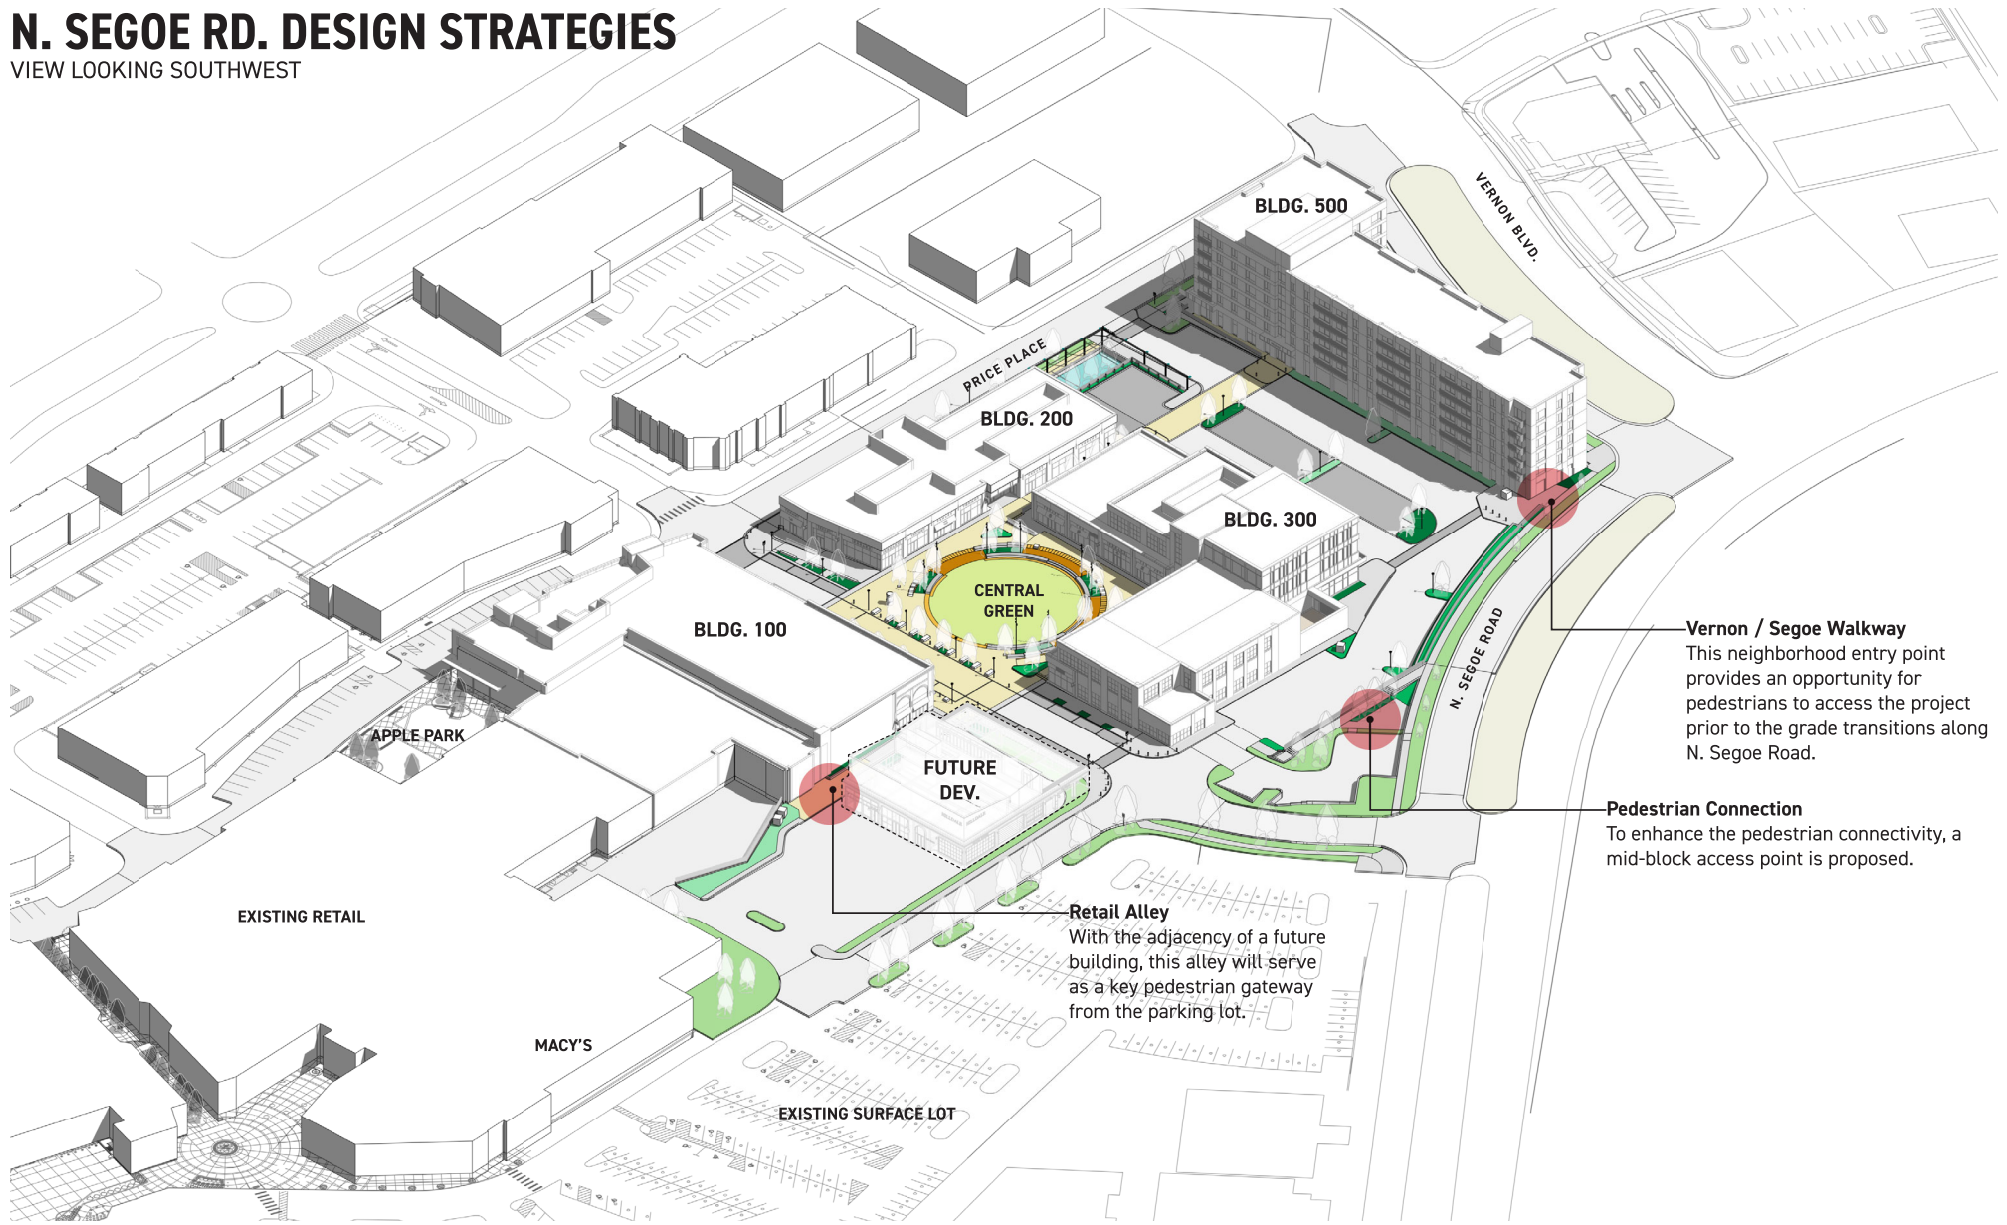 N. SEGOE RD. DESIGN STRATEGIES
VIEW LOOKING SOUTHWEST
VERNON BLVD.
BLDG. 500
PRICE PLACE
BLDG. 200
BLDG. 300
CENTRAL
GREEN
BLDG. 100
N. SEGOE ROAD
Vernon / Segoe Walkway
This neighborhood entry point
provides an opportunity for
pedestrians to access the project
prior to the grade transitions along
N. Segoe Road.
APPLE PARK
FUTURE
DEV.
Pedestrian Connection
To enhance the pedestrian connectivity, a
mid-block access point is proposed.
EXISTING RETAIL
Retail Alley
With the adjacency of a future
building, this alley will serve
as a key pedestrian gateway
from the parking lot.
MACY'S
EXISTING SURFACE LOT